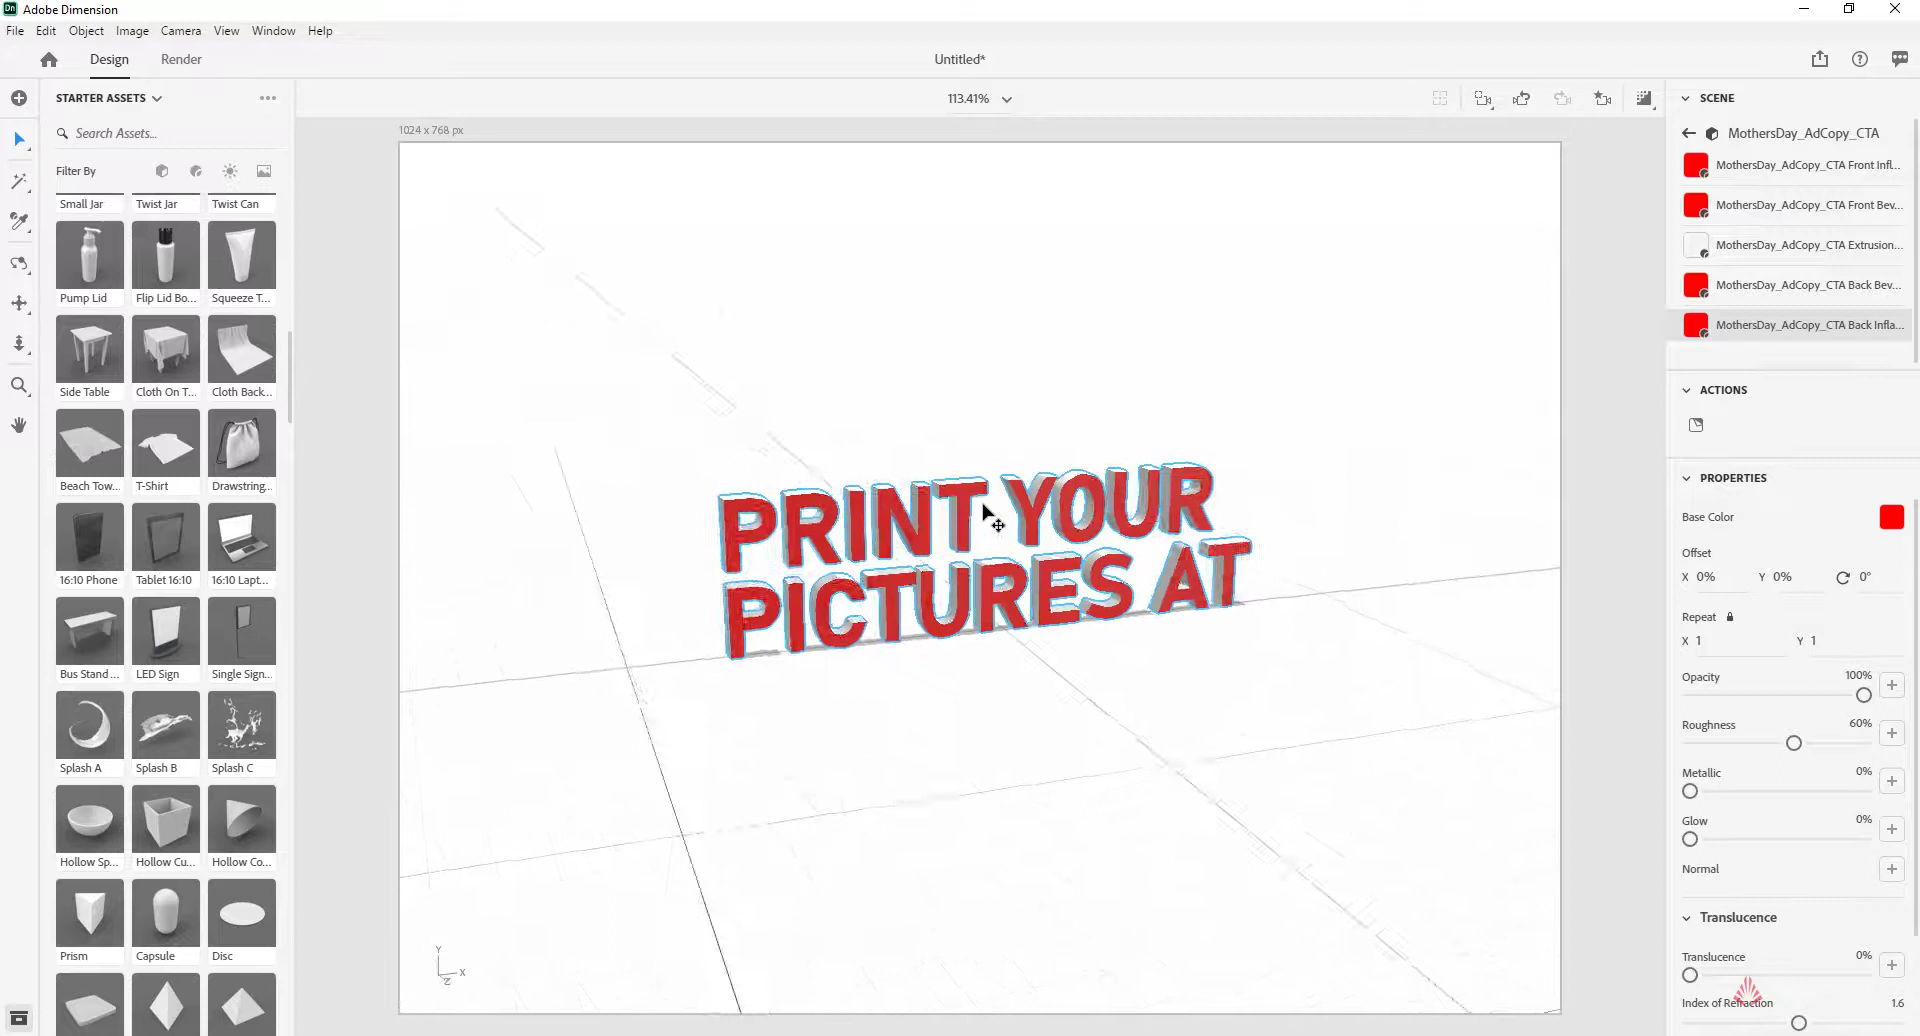 Dn Adobe Dimension
File Edit Object Image Camera View Window Help
Design Render Untitled*
STARTER ASSETS
113.41%
SCENE
Search Assets...
1024 x 768 px
MothersDay_AdCopy_CTA
Filter By
MothersDay_AdCopy_CTA Front Infl...
Small Jar Twist Jar Twist Can
MothersDay_AdCopy_CTA Front Bev...
MothersDay_AdCopy_CTA Extrusion...
MothersDay_AdCopy_CTA Back Bev...
MothersDay_AdCopy_CTA Back Infla...
Pump Lid Flip Lid Bo... Squeeze T...
Side Table Cloth On T... Cloth Back...
ACTIONS
Beach Tow... T-Shirt Drawstring...
PROPERTIES
PRINT YOUR
PICTURES AT
Base Color
Offset
X 0% Y 0% 0°
16:10 Phone Tablet 16:10 16:10 Lapt...
Repeat
X 1 Y 1
Bus Stand ... LED Sign Single Sign...
Opacity 100%
Roughness 60%
Splash A Splash B Splash C
Metallic 0%
Glow 0%
Hollow Sp... Hollow Cu... Hollow Co...
Normal
Translucence
Prism Capsule Disc
Translucence 0%
Y
X
Z
Index of Refraction 1.6